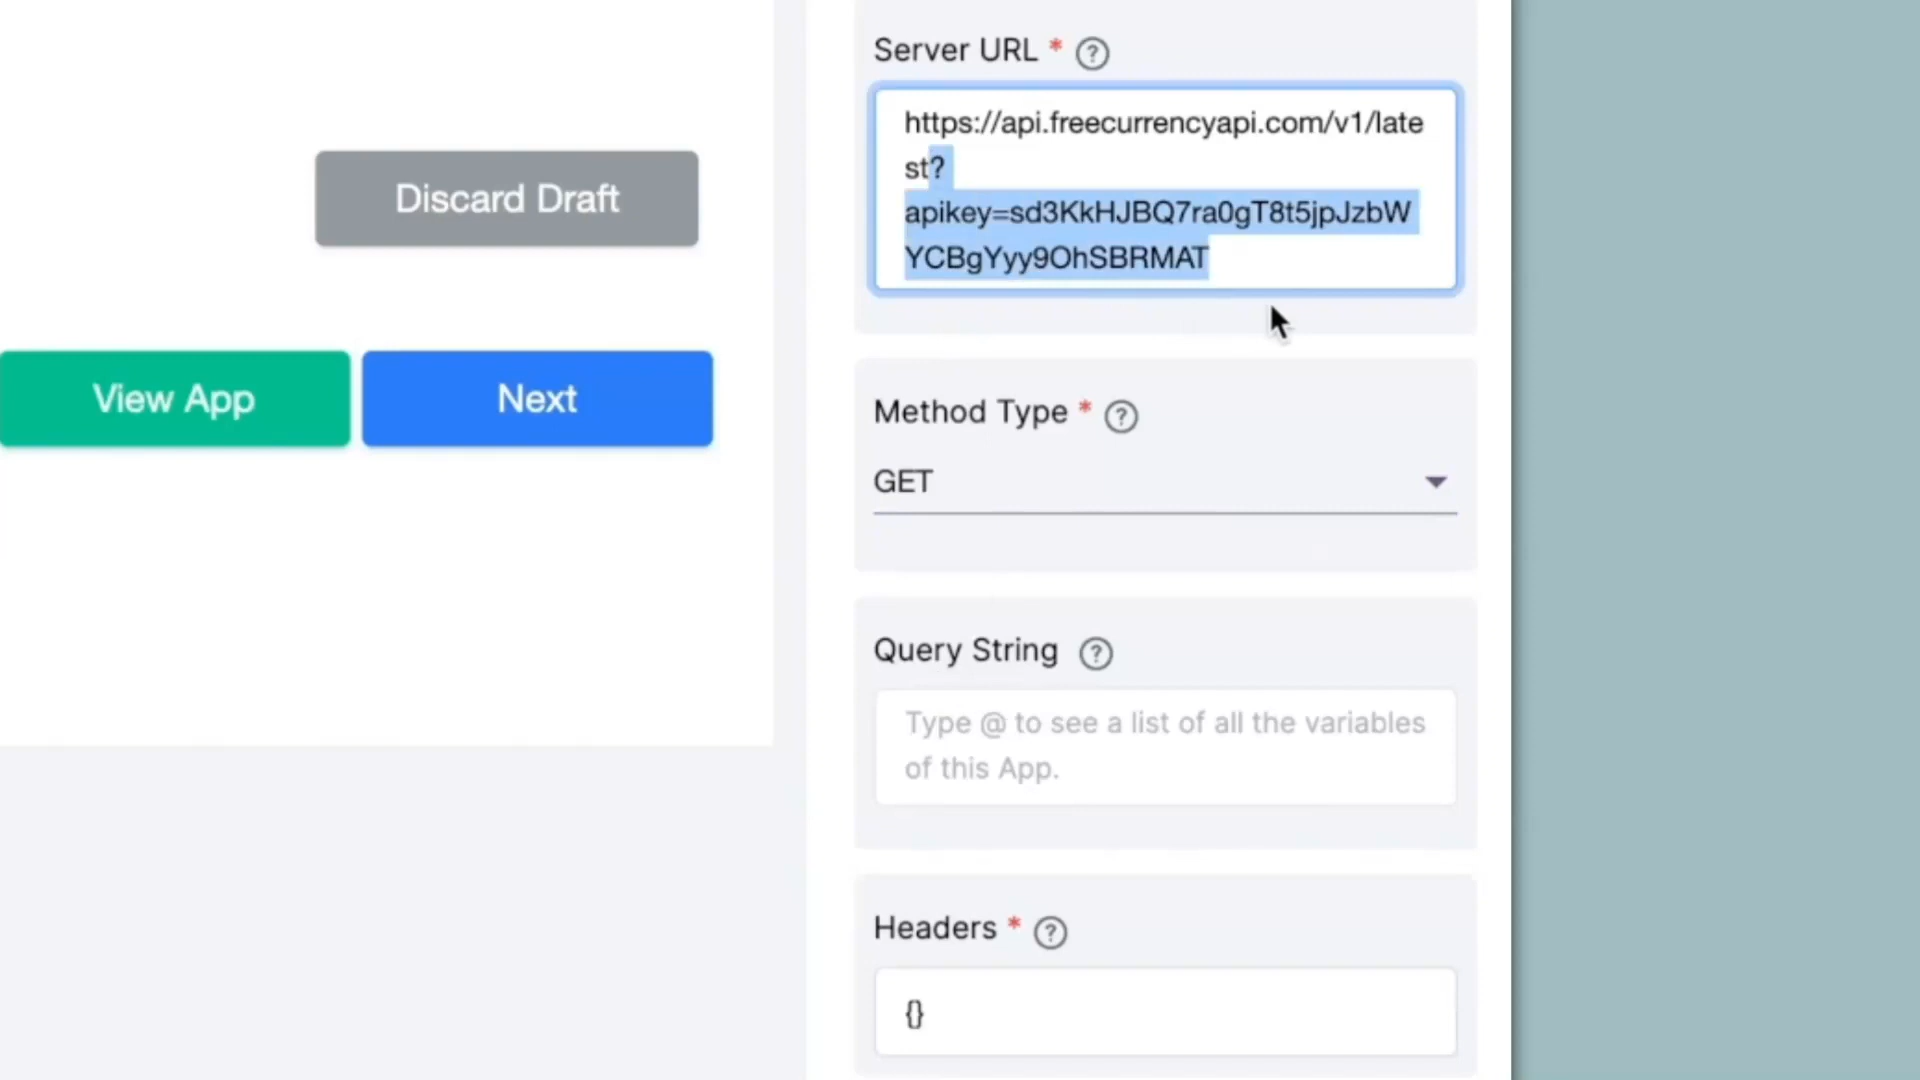 Server URL *
https://api.freecurrencyapi.com/v1/late
st?
apikey=sd3KkHJBQ7ra0gT8t5jpJzbW
YCBgYyy9OhSBRMAT
Discard Draft
View App
Next
Method Type *
GET
Query String
Type @ to see a list of all the variables
of this App.
Headers *
{}